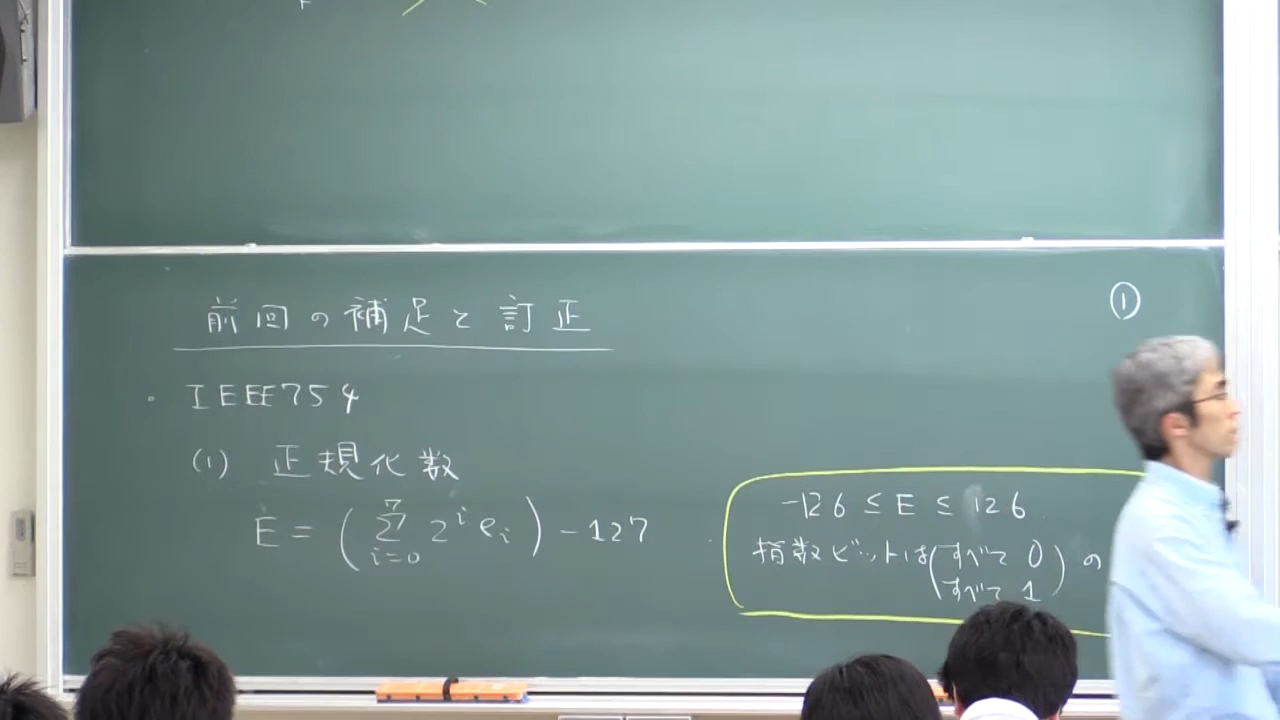 前回の補足と訂正
①
・IEEE754
(1) 正規化数
E = (∑_{i=0}^{7} 2^i e_i) - 127
-126 ≤ E ≤ 126
指数ビットは(すべて 0
すべて 1) の